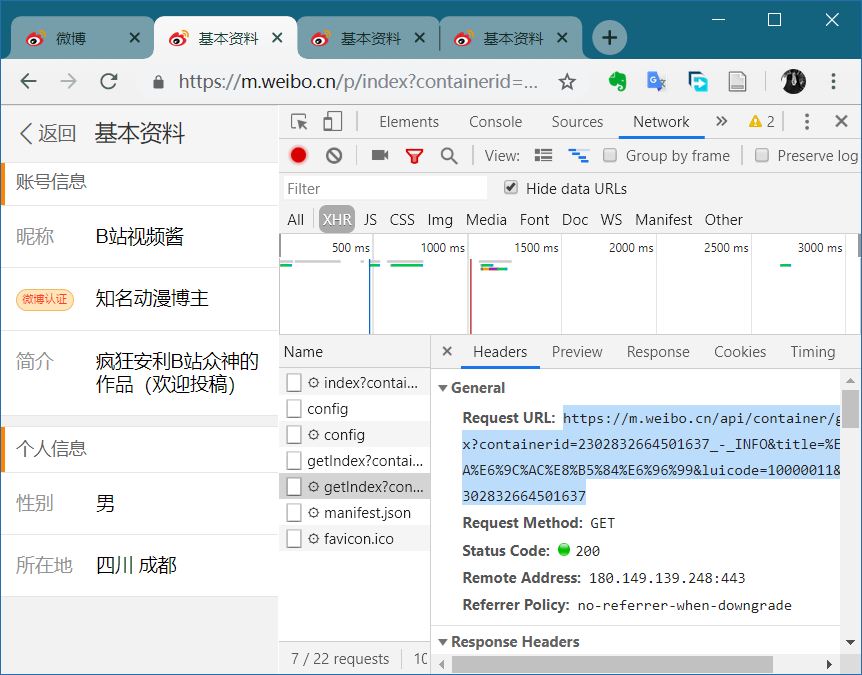 微博
基本资料
基本资料
基本资料
https://m.weibo.cn/p/index?containerid=...
返回 基本资料
Elements Console Sources Network » 2
View: Group by frame Preserve log
账号信息
Filter Hide data URLs
All XHR JS CSS Img Media Font Doc WS Manifest Other
昵称 B站视频酱
500 ms 1000 ms 1500 ms 2000 ms 2500 ms 3000 ms
微博认证 知名动漫博主
简介 疯狂安利B站众神的
作品（欢迎投稿）
个人信息
性别 男
所在地 四川 成都
Name
index?contai...
config
config
getIndex?contai...
getIndex?con...
manifest.json
favicon.ico
7 / 22 requests 10
Headers Preview Response Cookies Timing
General
Request URL: https://m.weibo.cn/api/container/g
x?containerid=2302832664501637_-_INFO&title=%E
A%E6%9C%AC%E8%B5%84%E6%96%99&luicode=10000011&
302832664501637
Request Method: GET
Status Code: 200
Remote Address: 180.149.139.248:443
Referrer Policy: no-referrer-when-downgrade
Response Headers